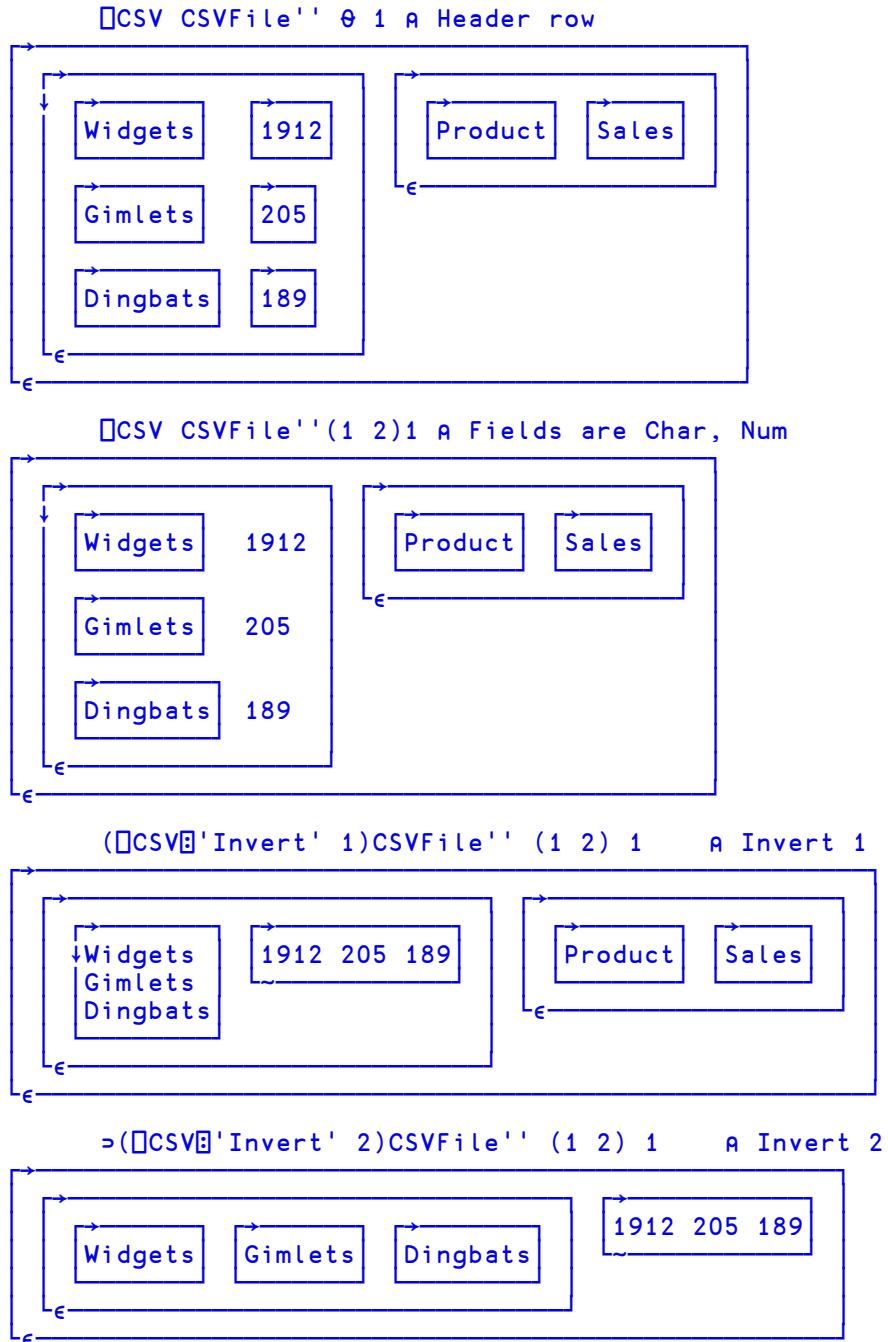 ⎕CSV CSVFile'' ⍬ 1 ⍝ Header row
Widgets 1912 Product Sales
Gimlets 205
Dingbats 189
⎕CSV CSVFile''(1 2)1 ⍝ Fields are Char, Num
Widgets 1912 Product Sales
Gimlets 205
Dingbats 189
(⎕CSV⍠'Invert' 1)CSVFile'' (1 2) 1 ⍝ Invert 1
Widgets 1912 205 189 Product Sales
Gimlets
Dingbats
⊃(⎕CSV⍠'Invert' 2)CSVFile'' (1 2) 1 ⍝ Invert 2
Widgets Gimlets Dingbats 1912 205 189